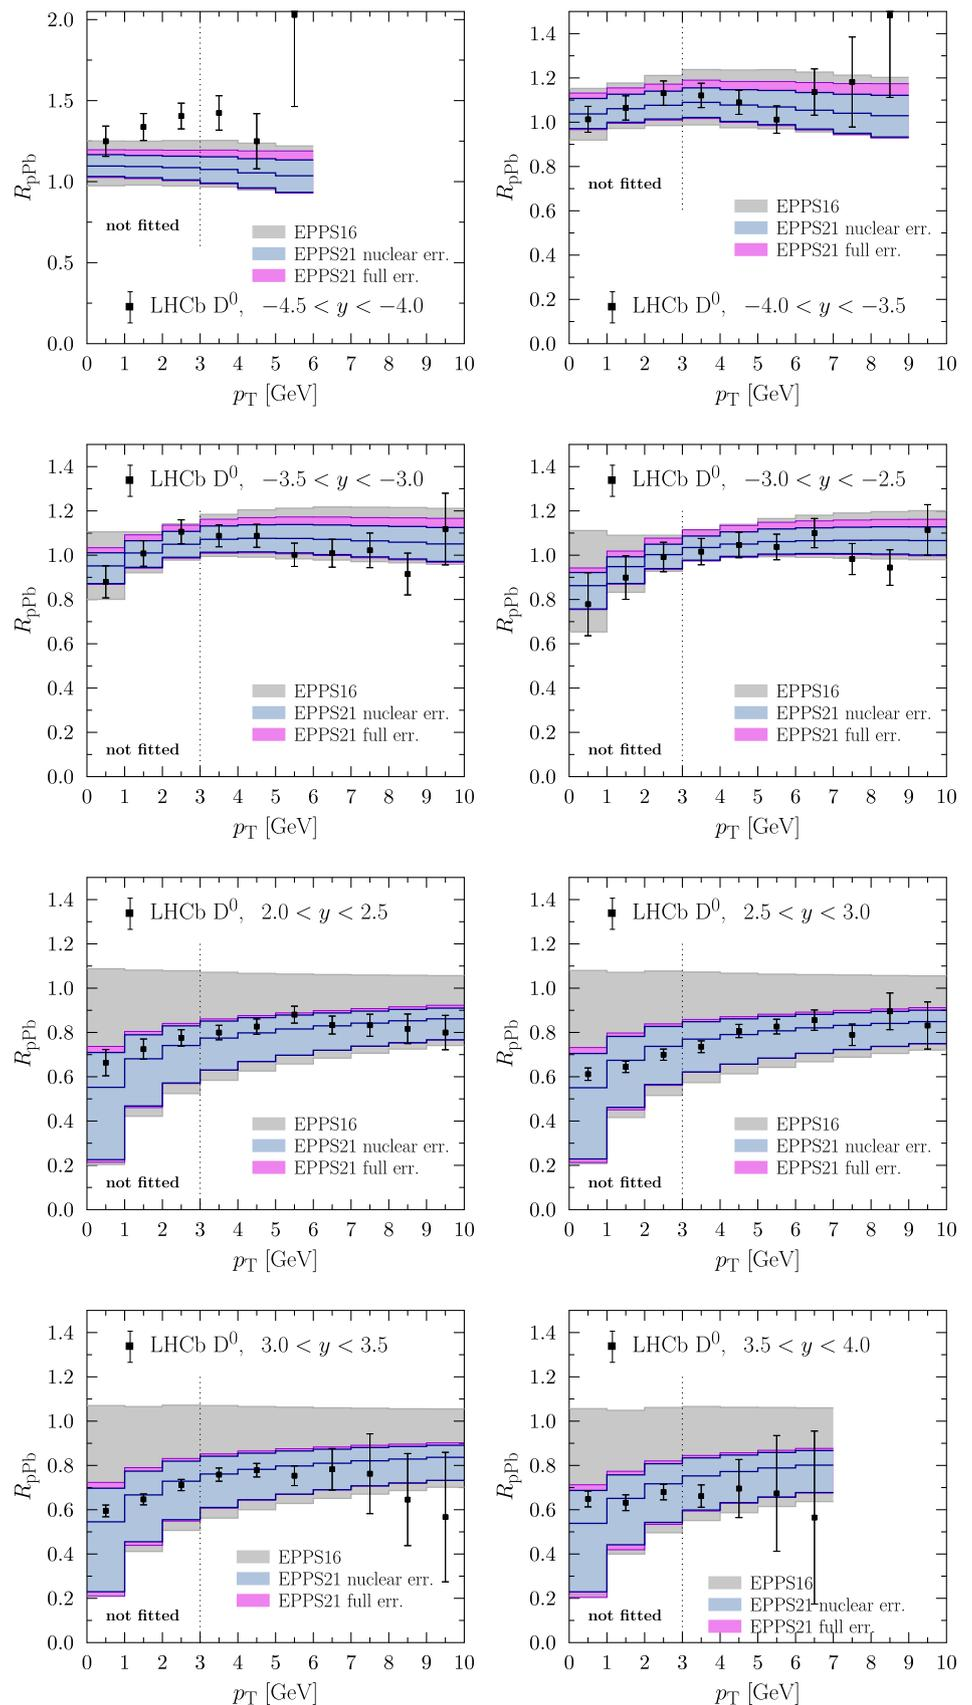 2.0
1.5
1.0
0.5
0.0
R_pPb
not fitted
EPPS16
EPPS21 nuclear err.
EPPS21 full err.
LHCb D⁰, −4.5 < y < −4.0
0 1 2 3 4 5 6 7 8 9 10
p_T [GeV]
1.4
1.2
1.0
0.8
0.6
0.4
0.2
0.0
R_pPb
not fitted
EPPS16
EPPS21 nuclear err.
EPPS21 full err.
LHCb D⁰, −4.0 < y < −3.5
0 1 2 3 4 5 6 7 8 9 10
p_T [GeV]
1.4
1.2
1.0
0.8
0.6
0.4
0.2
0.0
R_pPb
LHCb D⁰, −3.5 < y < −3.0
EPPS16
EPPS21 nuclear err.
EPPS21 full err.
not fitted
0 1 2 3 4 5 6 7 8 9 10
p_T [GeV]
1.4
1.2
1.0
0.8
0.6
0.4
0.2
0.0
R_pPb
LHCb D⁰, −3.0 < y < −2.5
EPPS16
EPPS21 nuclear err.
EPPS21 full err.
not fitted
0 1 2 3 4 5 6 7 8 9 10
p_T [GeV]
1.4
1.2
1.0
0.8
0.6
0.4
0.2
0.0
R_pPb
LHCb D⁰, 2.0 < y < 2.5
EPPS16
EPPS21 nuclear err.
EPPS21 full err.
not fitted
0 1 2 3 4 5 6 7 8 9 10
p_T [GeV]
1.4
1.2
1.0
0.8
0.6
0.4
0.2
0.0
R_pPb
LHCb D⁰, 2.5 < y < 3.0
EPPS16
EPPS21 nuclear err.
EPPS21 full err.
not fitted
0 1 2 3 4 5 6 7 8 9 10
p_T [GeV]
1.4
1.2
1.0
0.8
0.6
0.4
0.2
0.0
R_pPb
LHCb D⁰, 3.0 < y < 3.5
EPPS16
EPPS21 nuclear err.
EPPS21 full err.
not fitted
0 1 2 3 4 5 6 7 8 9 10
p_T [GeV]
1.4
1.2
1.0
0.8
0.6
0.4
0.2
0.0
R_pPb
LHCb D⁰, 3.5 < y < 4.0
EPPS16
EPPS21 nuclear err.
EPPS21 full err.
not fitted
0 1 2 3 4 5 6 7 8 9 10
p_T [GeV]